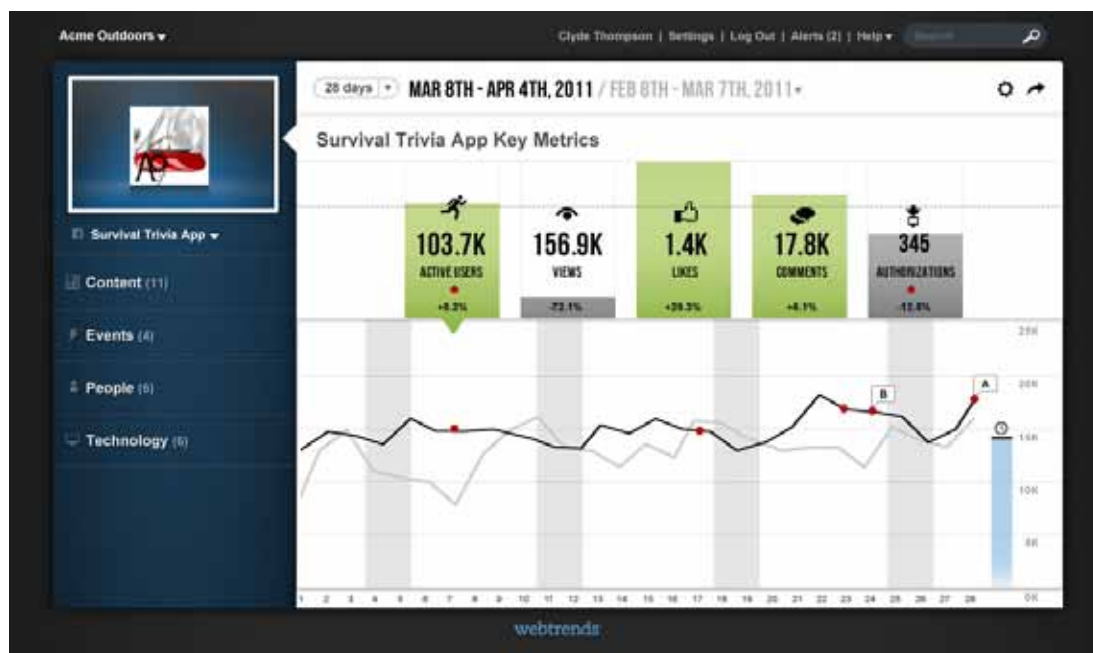 Acme Outdoors
Clyde Thompson | Settings | Log Out | Alerts (2) | Help
Search
28 days
MAR 8TH - APR 4TH, 2011 / FEB 8TH - MAR 7TH, 2011
Survival Trivia App Key Metrics
Survival Trivia App
Content (11)
Events (4)
People (6)
Technology (6)
103.7K
ACTIVE USERS
156.9K
VIEWS
-72.1%
1.4K
LIKES
17.8K
COMMENTS
345
AUTHORIZATIONS
25K
20K
15K
10K
5K
0K
A
B
1 2 3 4 5 6 7 8 9 10 11 12 13 14 15 16 17 18 19 20 21 22 23 24 25 26 27 28
webtrends